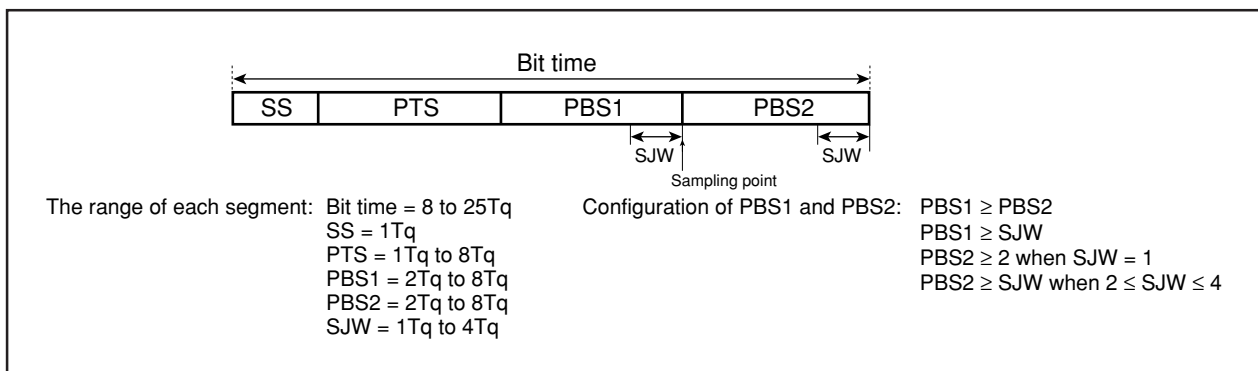 Bit time
SS PTS PBS1 PBS2
SJW SJW
Sampling point
The range of each segment: Bit time = 8 to 25Tq
SS = 1Tq
PTS = 1Tq to 8Tq
PBS1 = 2Tq to 8Tq
PBS2 = 2Tq to 8Tq
SJW = 1Tq to 4Tq
Configuration of PBS1 and PBS2: PBS1 ≥ PBS2
PBS1 ≥ SJW
PBS2 ≥ 2 when SJW = 1
PBS2 ≥ SJW when 2 ≤ SJW ≤ 4